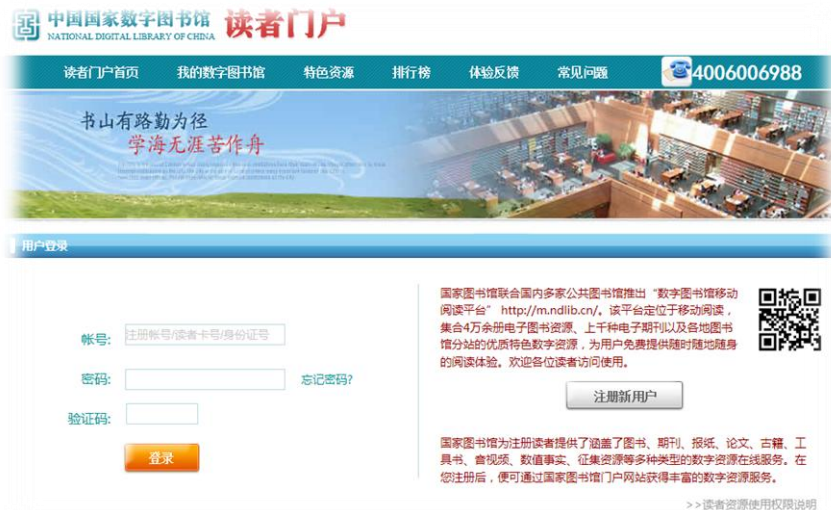 中国国家数字图书馆
NATIONAL DIGITAL LIBRARY OF CHINA
读者门户
读者门户首页 我的数字图书馆 特色资源 排行榜 体验反馈 常见问题 4006006988
书山有路勤为径
学海无涯苦作舟
用户登录
帐号: 注册帐号/读者卡号/身份证号
密码: 忘记密码?
验证码:
登录
国家图书馆联合国内多家公共图书馆推出“数字图书馆移动
阅读平台” http://m.ndlib.cn/。该平台定位于移动阅读，
集合4万余册电子图书资源、上千种电子期刊以及各地图书
馆分站的优质特色数字资源，为用户免费提供随时随地随身
的阅读体验。欢迎各位读者访问使用。
注册新用户
国家图书馆为注册读者提供了涵盖了图书、期刊、报纸、论文、古籍、工
具书、音视频、数值事实、征集资源等多种类型的数字资源在线服务。在
您注册后，便可通过国家图书馆门户网站获得丰富的数字资源服务。
>>读者资源使用权限说明